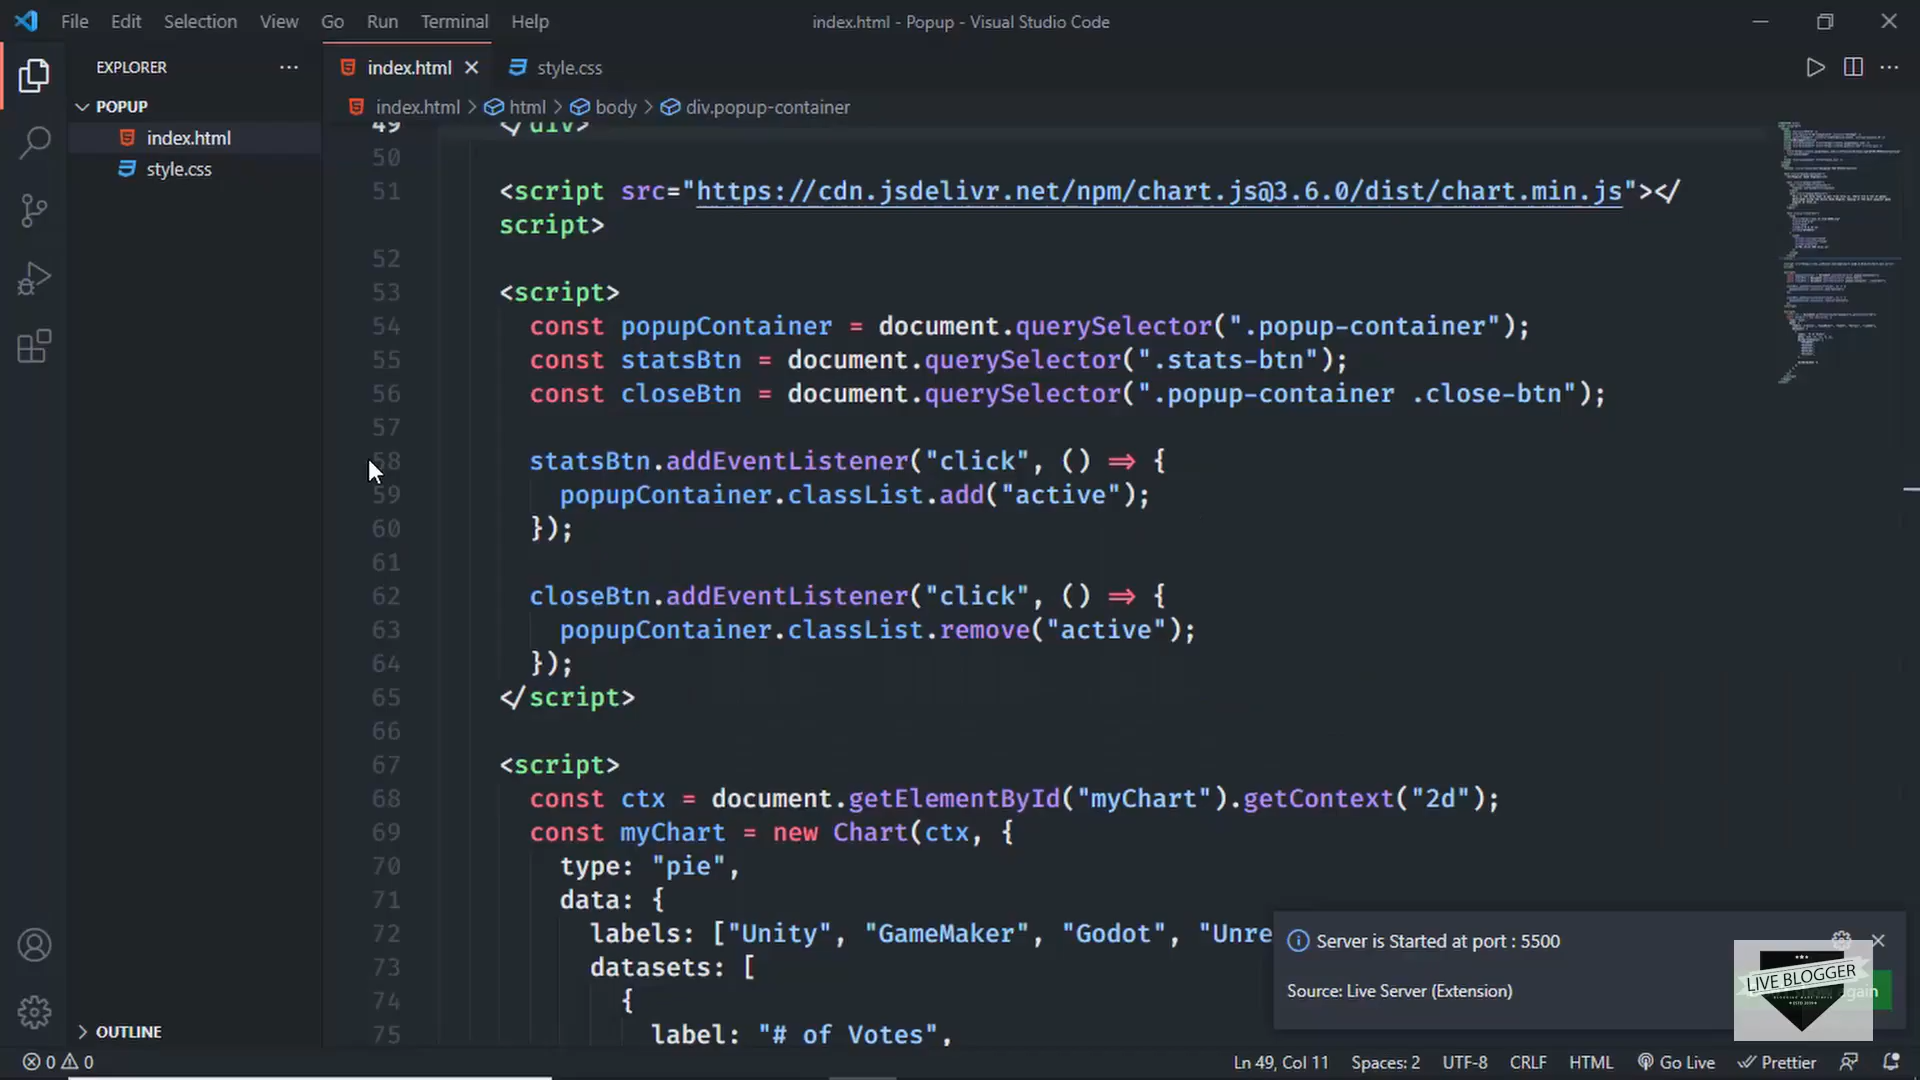 File Edit Selection View Go Run Terminal Help
index.html - Popup - Visual Studio Code
EXPLORER
index.html
style.css
POPUP
index.html
style.css
OUTLINE
index.html > html > body > div.popup-container
49 </div>
50
51 <script src="https://cdn.jsdelivr.net/npm/chart.js@3.6.0/dist/chart.min.js"></
script>
52
53 <script>
54 const popupContainer = document.querySelector(".popup-container");
55 const statsBtn = document.querySelector(".stats-btn");
56 const closeBtn = document.querySelector(".popup-container .close-btn");
57
58 statsBtn.addEventListener("click", () => {
59 popupContainer.classList.add("active");
60 });
61
62 closeBtn.addEventListener("click", () => {
63 popupContainer.classList.remove("active");
64 });
65 </script>
66
67 <script>
68 const ctx = document.getElementById("myChart").getContext("2d");
69 const myChart = new Chart(ctx, {
70 type: "pie",
71 data: {
72 labels: ["Unity", "GameMaker", "Godot", "Unre
73 datasets: [
74 {
75 label: "# of Votes",
Server is Started at port : 5500
Source: Live Server (Extension)
again
LIVE BLOGGER
0 0
Ln 49, Col 11 Spaces: 2 UTF-8 CRLF HTML Go Live Prettier